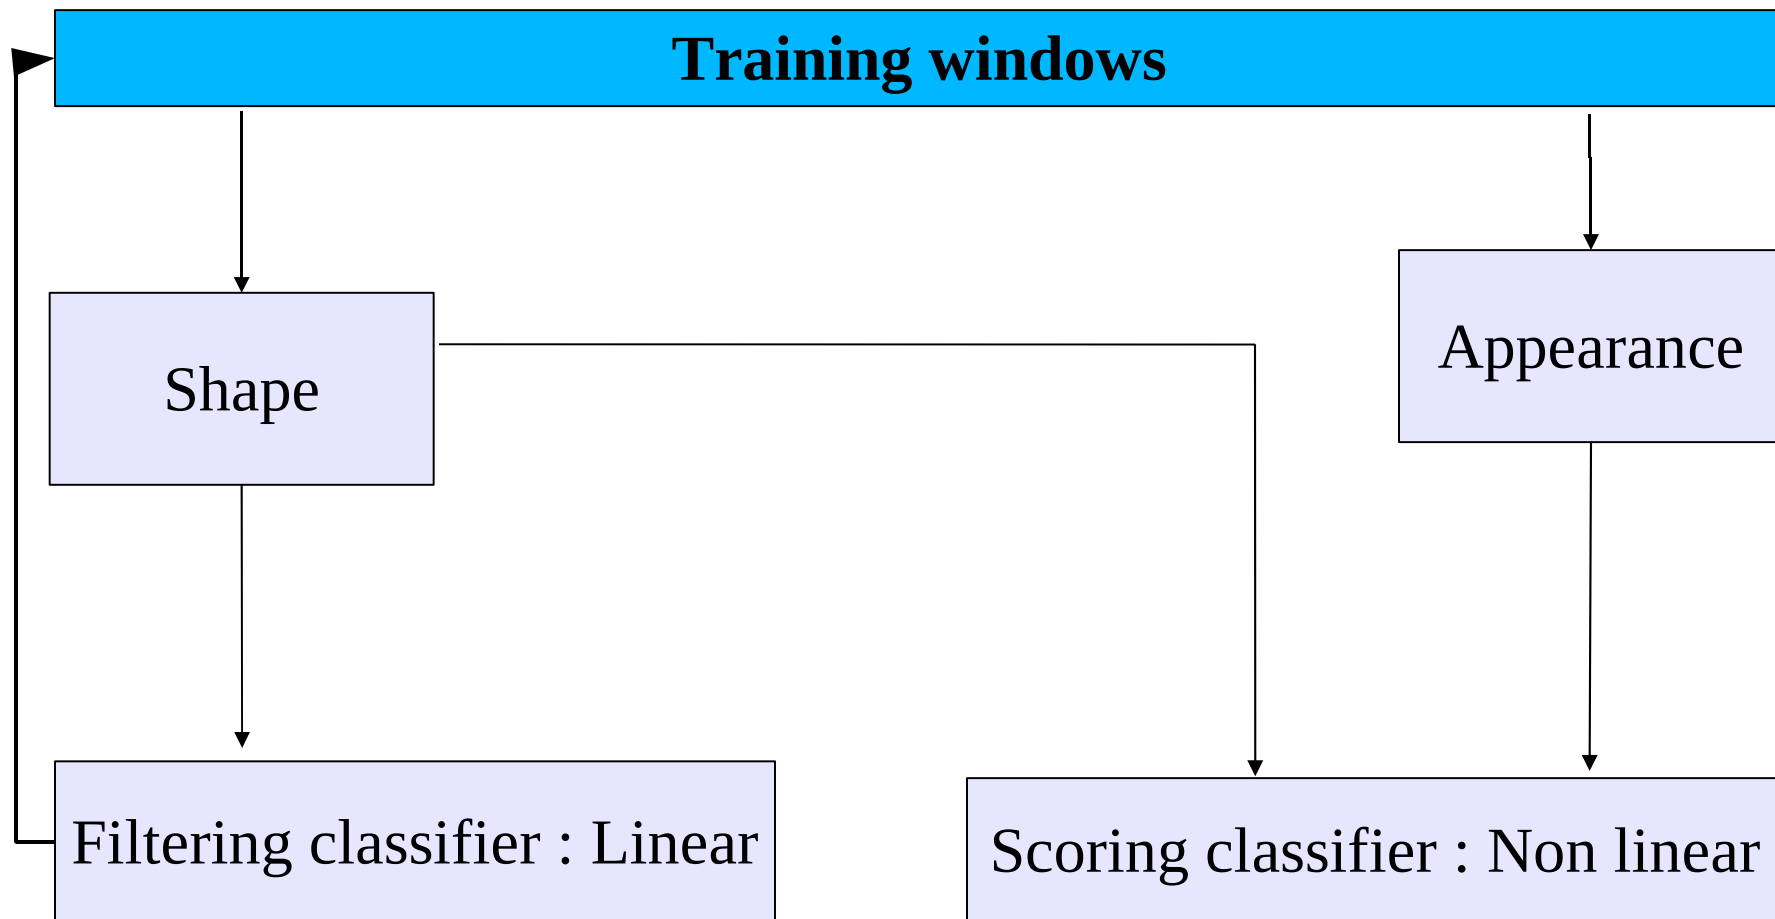 Training windows
Appearance
Shape
Filtering classifier : Linear
Scoring classifier : Non linear